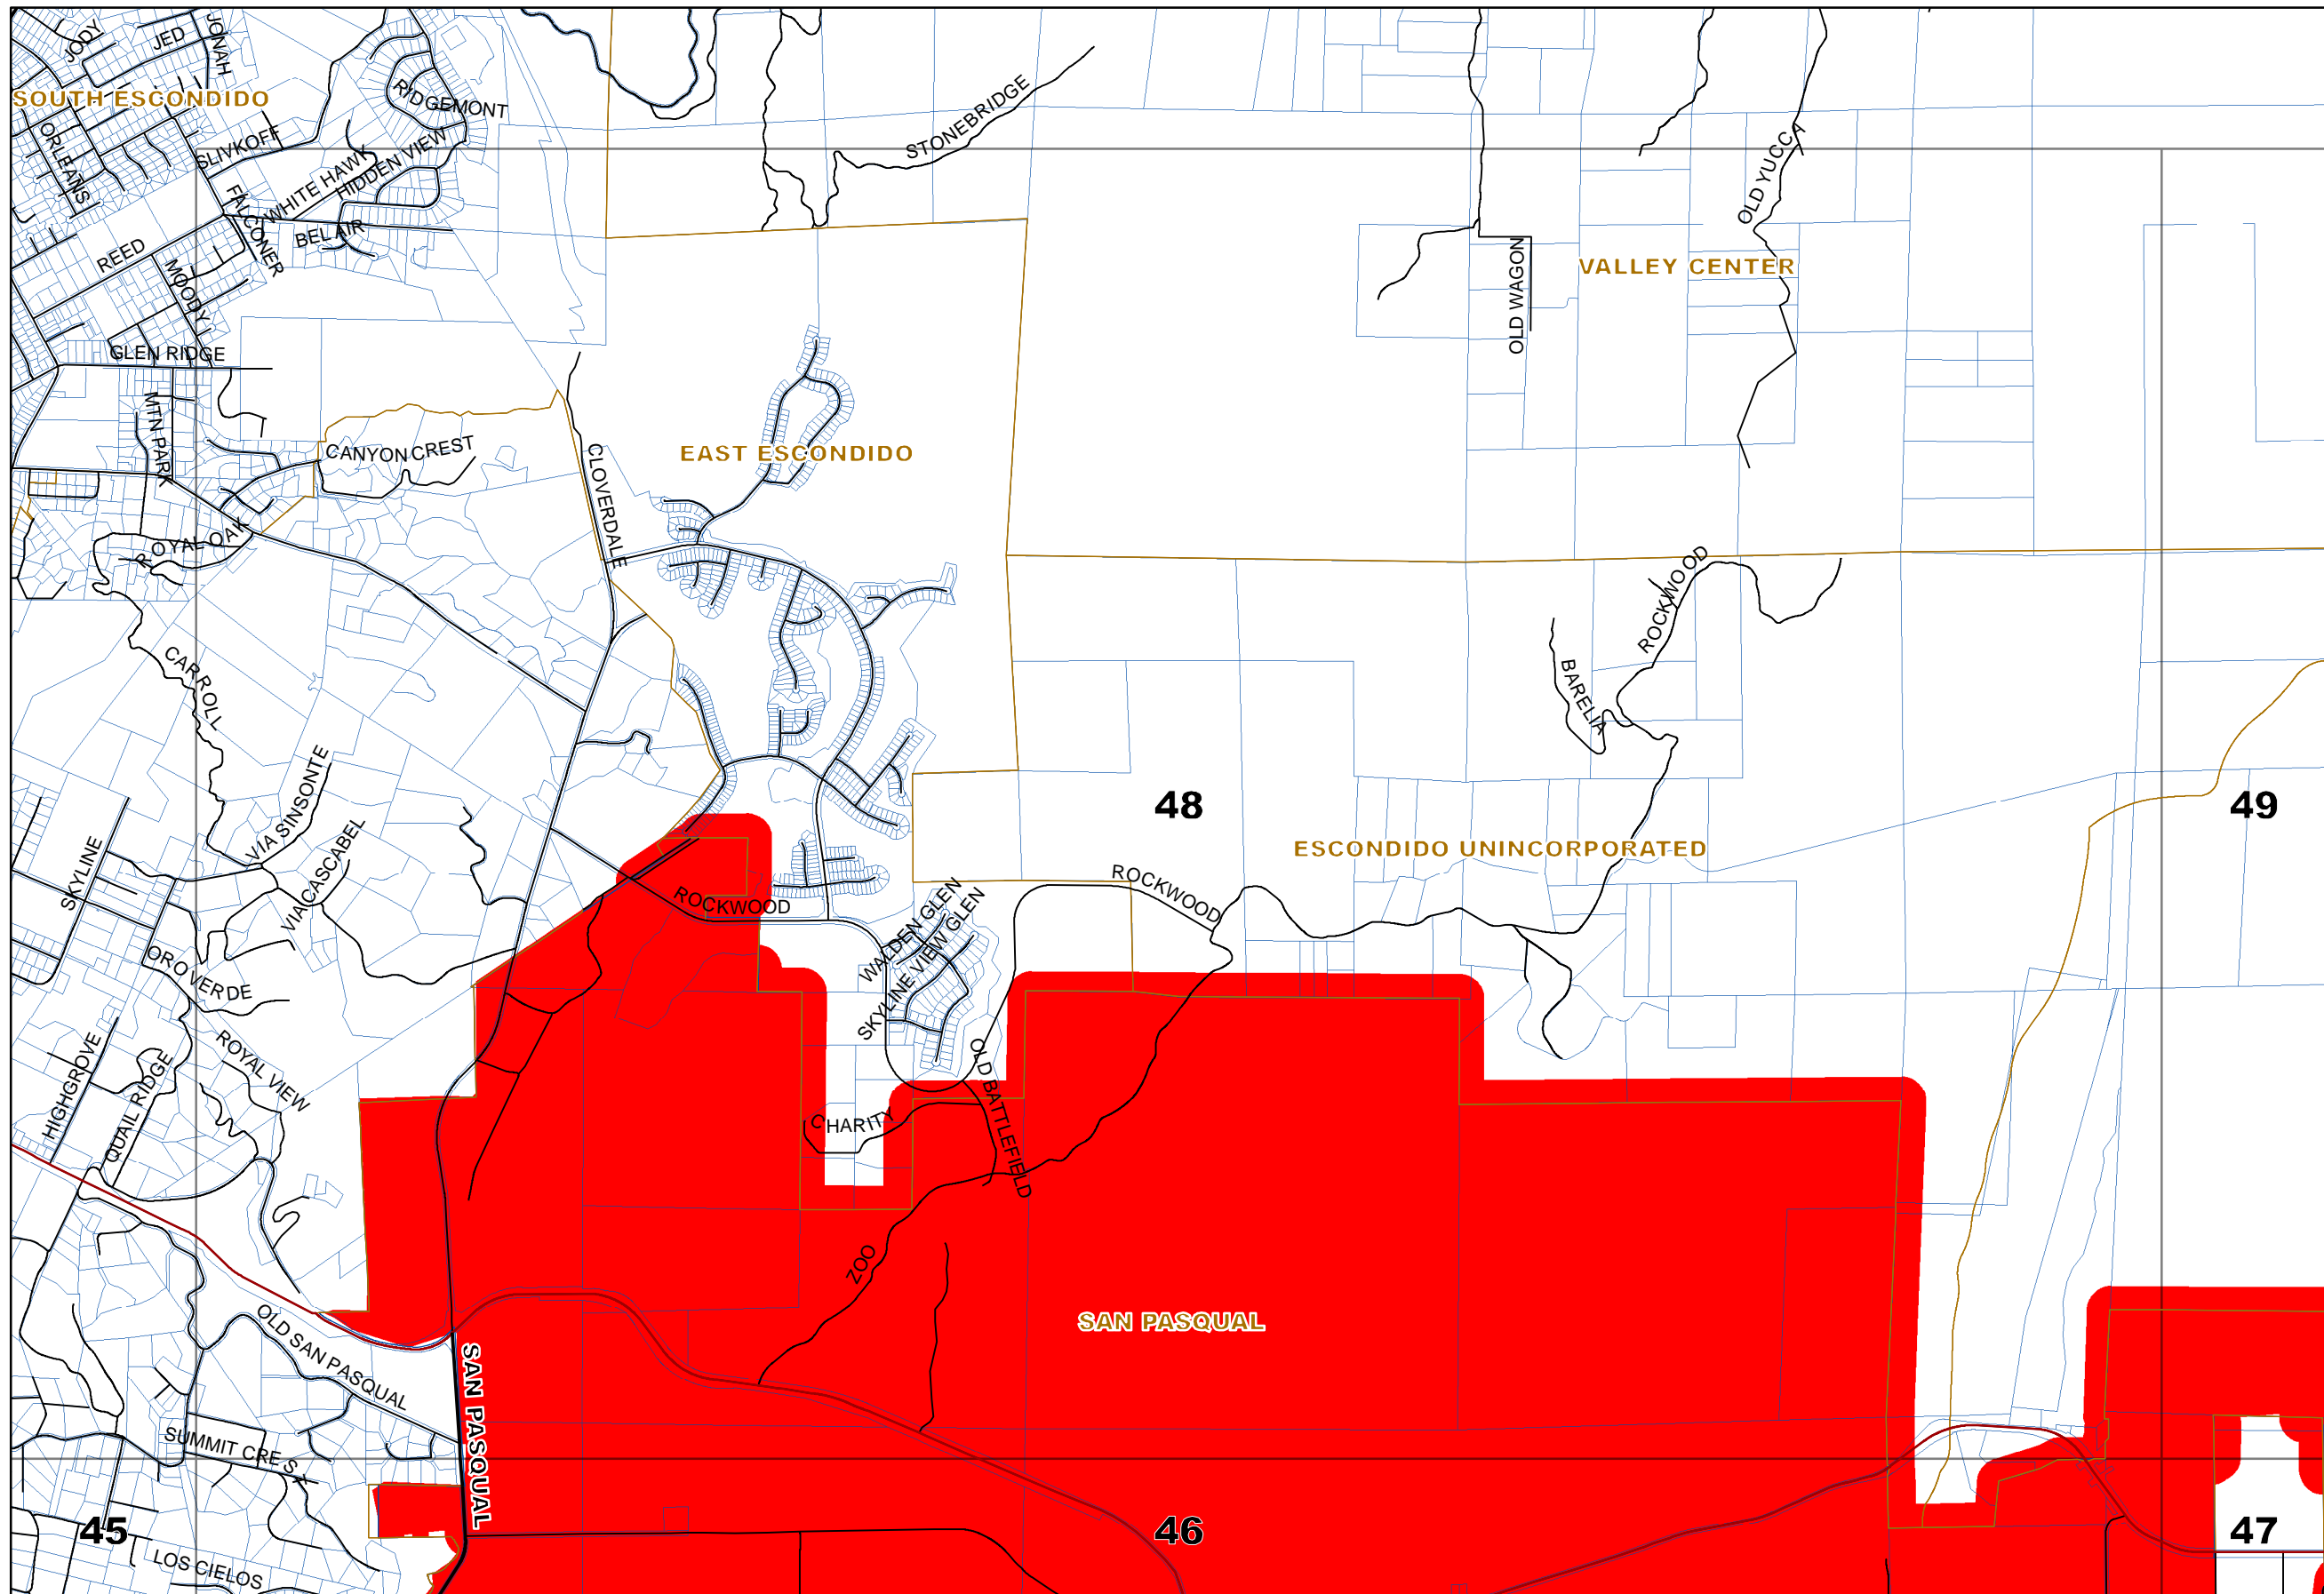 JODY
JED
JONAH
SOUTH ESCONDIDO
RIDGEMONT
ORLEANS
SLIVKOFF
WHITE HAWK
HIDDEN VIEW
FALCONER
BEL AIR
REED
MOODY
STONEBRIDGE
OLD YUCCA
OLD WAGON
VALLEY CENTER
GLEN RIDGE
MTN PARK
CANYON CREST
CLOVERDALE
EAST ESCONDIDO
ROYAL OAK
ROCKWOOD
CARROLL
BARELIA
VIA SINSONTE
VIA CASCABEL
SKYLINE
48
49
ESCONDIDO UNINCORPORATED
ROCKWOOD
ROCKWOOD
WALDEN GLEN
SKYLINE VIEW GLEN
ORO VERDE
HIGHGROVE
QUAIL RIDGE
ROYAL VIEW
OLD BATTLEFIELD
CHARITY
ZOO
SAN PASQUAL
OLD SAN PASQUAL
SAN PASQUAL
SUMMIT CREST
45
46
47
LOS CIELOS